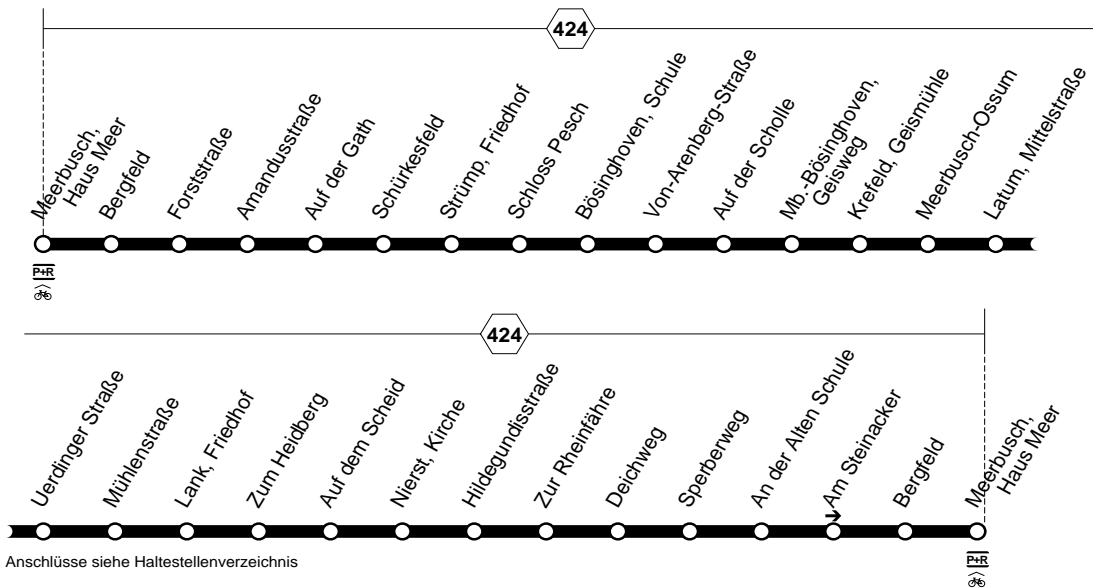 424
Meerbusch,
Haus Meer
Bergfeld
Forststraße
Amandusstraße
Auf der Gath
Schürkesfeld
Strümp, Friedhof
Schloss Pesch
Bösinghoven, Schule
Von-Arenberg-Straße
Auf der Scholle
Mb.-Bösinghoven,
Geisweg
Krefeld, Geismühle
Meerbusch-Ossum
Latum, Mittelstraße
P+R
424
Uerdinger Straße
Mühlenstraße
Lank, Friedhof
Zum Heidberg
Auf dem Scheid
Nierst, Kirche
Hildegundisstraße
Zur Rheinfähre
Deichweg
Sperberweg
An der Alten Schule
Am Steinacker
Bergfeld
Meerbusch,
Haus Meer
Anschlüsse siehe Haltestellenverzeichnis
P+R